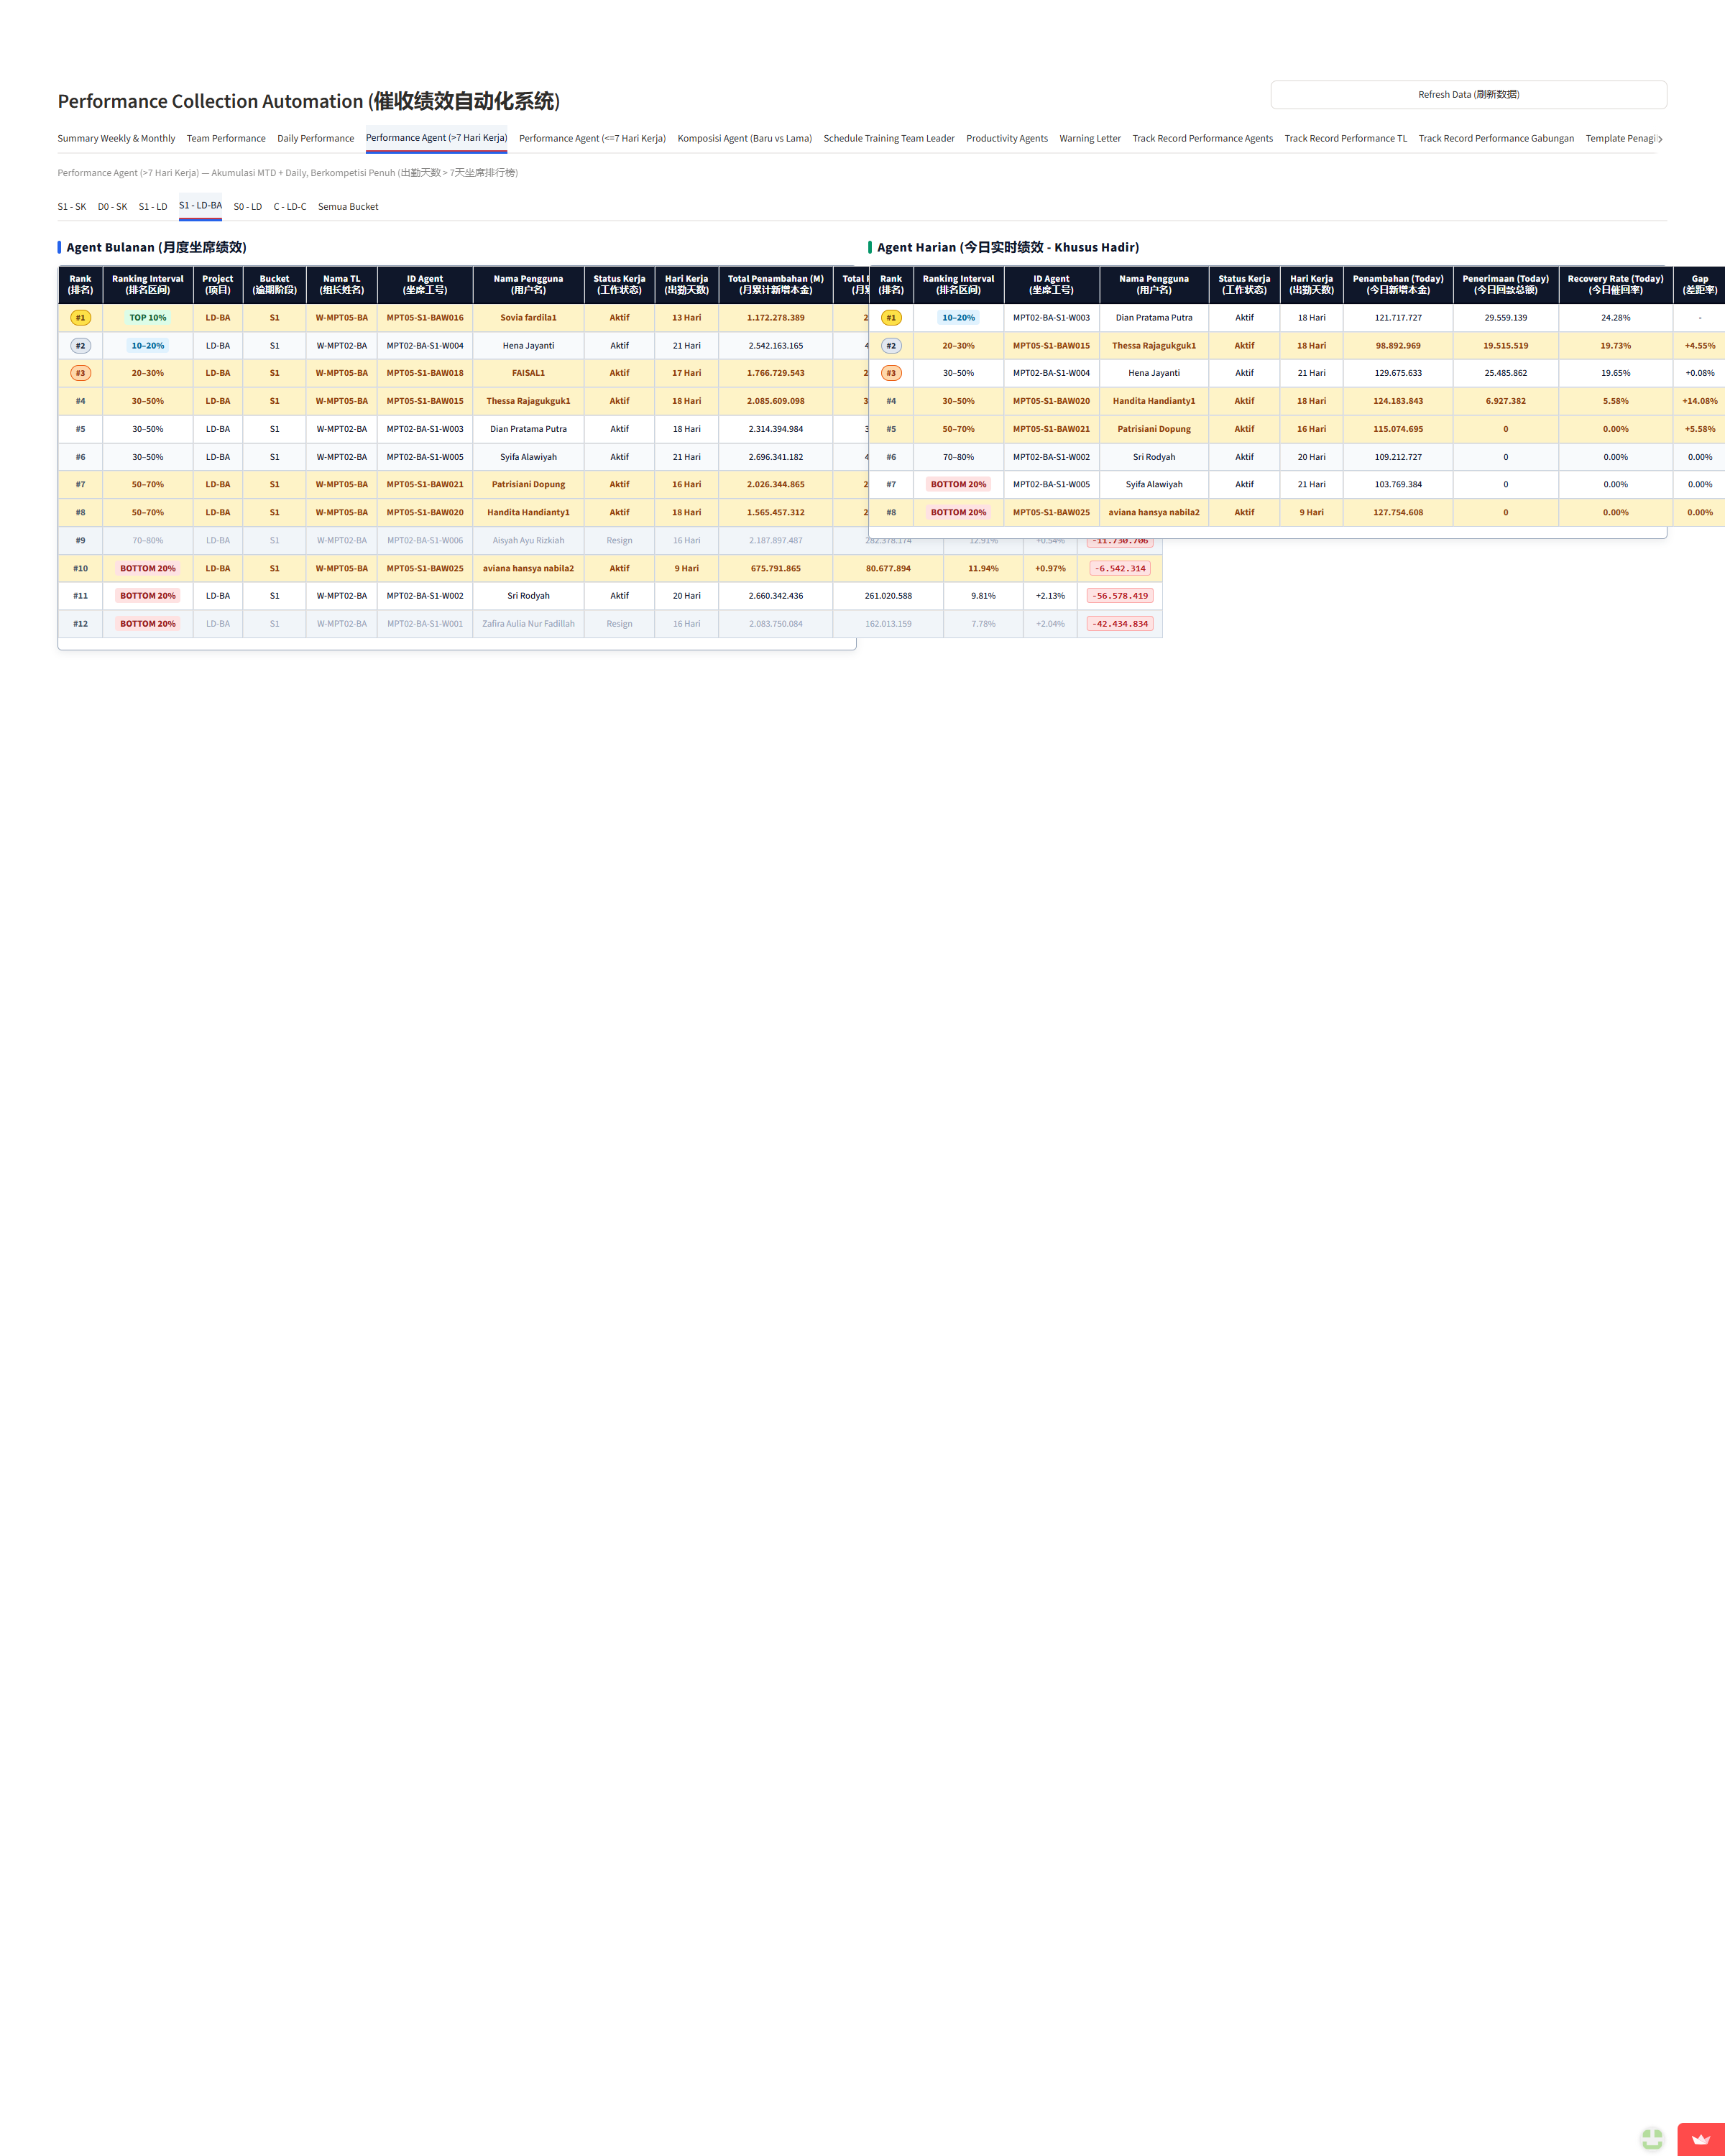 Performance Collection Automation (催收绩效自动化系统)
Refresh Data (刷新数据)
Summary Weekly & Monthly Team Performance Daily Performance Performance Agent (>7 Hari Kerja) Performance Agent (<=7 Hari Kerja) Komposisi Agent (Baru vs Lama) Schedule Training Team Leader Productivity Agents Warning Letter Track Record Performance Agents Track Record Performance TL Track Record Performance Gabungan Template
Performance Agent (>7 Hari Kerja) — Akumulasi MTD + Daily, Berkompetisi Penuh (出勤天数 > 7天坐席排行榜)
S1 - SK D0 - SK S1 - LD S1 - LD-BA S0 - LD C - LD-C Semua Bucket
Agent Bulanan (月度坐席绩效)
Rank Ranking Interval Project Bucket Nama TL ID Agent Nama Pengguna Status Kerja Hari Kerja Total Penambahan (M) Total
(排名) (排名区间) (项目) (逾期阶段) (组长姓名) (坐席工号) (用户名) (工作状态) (出勤天数) (月累计新增本金)
#1 TOP 10% LD-BA S1 W-MPT05-BA MPT05-S1-BAW016 Sovia fardila1 Aktif 13 Hari 1.172.278.389 2
#2 10–20% LD-BA S1 W-MPT02-BA MPT02-BA-S1-W004 Hena Jayanti Aktif 21 Hari 2.542.163.165 4
#3 20–30% LD-BA S1 W-MPT05-BA MPT05-S1-BAW018 FAISAL1 Aktif 17 Hari 1.766.729.543 2
#4 30–50% LD-BA S1 W-MPT05-BA MPT05-S1-BAW015 Thessa Rajagukguk1 Aktif 18 Hari 2.085.609.098 3
#5 30–50% LD-BA S1 W-MPT02-BA MPT02-BA-S1-W003 Dian Pratama Putra Aktif 18 Hari 2.314.394.984 3
#6 30–50% LD-BA S1 W-MPT02-BA MPT02-BA-S1-W005 Syifa Alawiyah Aktif 21 Hari 2.696.341.182 4
#7 50–70% LD-BA S1 W-MPT05-BA MPT05-S1-BAW021 Patrisiani Dopung Aktif 16 Hari 2.026.344.865 2
#8 50–70% LD-BA S1 W-MPT05-BA MPT05-S1-BAW020 Handita Handianty1 Aktif 18 Hari 1.565.457.312 2
#9 70–80% LD-BA S1 W-MPT02-BA MPT02-BA-S1-W006 Aisyah Ayu Rizkiah Resign 16 Hari 2.187.897.487 282.378.174 12.91% +0.54% -11.730.706
#10 BOTTOM 20% LD-BA S1 W-MPT05-BA MPT05-S1-BAW025 aviana hansya nabila2 Aktif 9 Hari 675.791.865 80.677.894 11.94% +0.97% -6.542.314
#11 BOTTOM 20% LD-BA S1 W-MPT02-BA MPT02-BA-S1-W002 Sri Rodyah Aktif 20 Hari 2.660.342.436 261.020.588 9.81% +2.13% -56.578.419
#12 BOTTOM 20% LD-BA S1 W-MPT02-BA MPT02-BA-S1-W001 Zafira Aulia Nur Fadillah Resign 16 Hari 2.083.750.084 162.013.159 7.78% +2.04% -42.434.834
Agent Harian (今日实时绩效 - Khusus Hadir)
Rank Ranking Interval ID Agent Nama Pengguna Status Kerja Hari Kerja Penambahan (Today) Penerimaan (Today) Recovery Rate (Today) Gap
(排名) (排名区间) (坐席工号) (用户名) (工作状态) (出勤天数) (今日新增本金) (今日回款总额) (今日催回率) (差距率)
#1 10–20% MPT02-BA-S1-W003 Dian Pratama Putra Aktif 18 Hari 121.717.727 29.559.139 24.28% -
#2 20–30% MPT05-S1-BAW015 Thessa Rajagukguk1 Aktif 18 Hari 98.892.969 19.515.519 19.73% +4.55%
#3 30–50% MPT02-BA-S1-W004 Hena Jayanti Aktif 21 Hari 129.675.633 25.485.862 19.65% +0.08%
#4 30–50% MPT05-S1-BAW020 Handita Handianty1 Aktif 18 Hari 124.183.843 6.927.382 5.58% +14.08%
#5 50–70% MPT05-S1-BAW021 Patrisiani Dopung Aktif 16 Hari 115.074.695 0 0.00% +5.58%
#6 70–80% MPT02-BA-S1-W002 Sri Rodyah Aktif 20 Hari 109.212.727 0 0.00% 0.00%
#7 BOTTOM 20% MPT02-BA-S1-W005 Syifa Alawiyah Aktif 21 Hari 103.769.384 0 0.00% 0.00%
#8 BOTTOM 20% MPT05-S1-BAW025 aviana hansya nabila2 Aktif 9 Hari 127.754.608 0 0.00% 0.00%